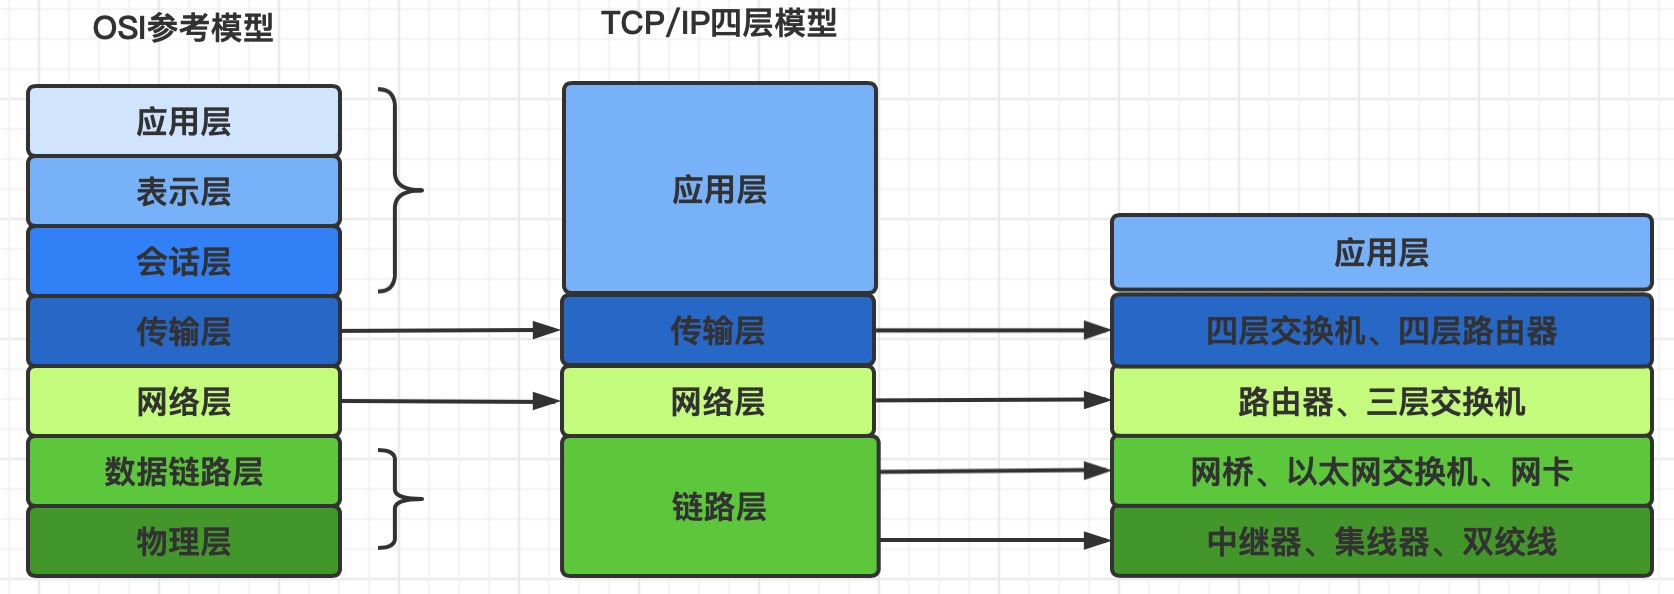 OSI参考模型
应用层
表示层
会话层
传输层
网络层
数据链路层
物理层
TCP/IP四层模型
应用层
传输层
网络层
链路层
应用层
四层交换机、四层路由器
路由器、三层交换机
网桥、以太网交换机、网卡
中继器、集线器、双绞线